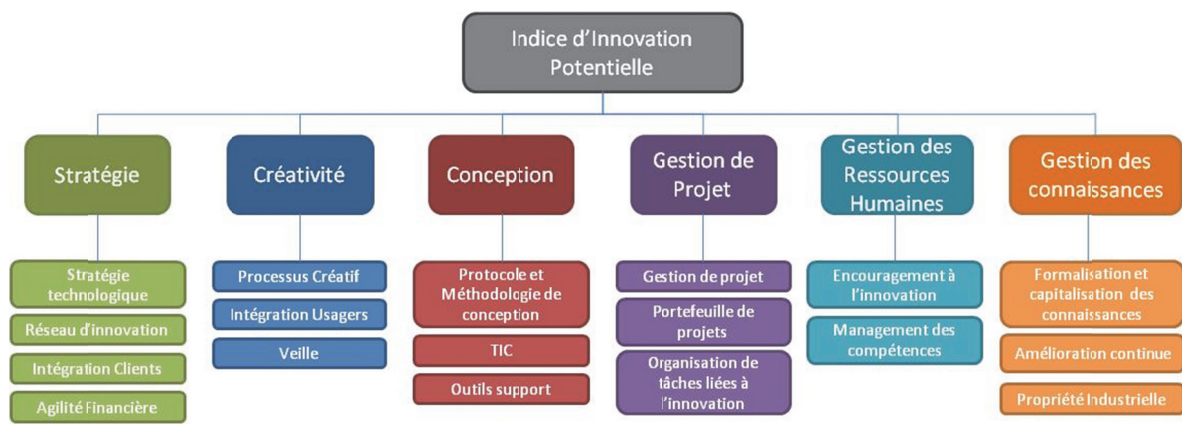 Indice d'Innovation
Potentielle
Stratégie
Créativité
Conception
Gestion de
Projet
Gestion des
Ressources
Humaines
Gestion des
connaissances
Stratégie
technologique
Réseau d'innovation
Intégration Clients
Agilité Financière
Processus Créatif
Intégration Usagers
Veille
Protocole et
Méthodologie de
conception
TIC
Outils support
Gestion de projet
Portefeuille de
projets
Organisation de
tâches liées à
l'innovation
Encouragement à
l'innovation
Management des
compétences
Formalisation et
capitalisation des
connaissances
Amélioration continue
Propriété Industrielle